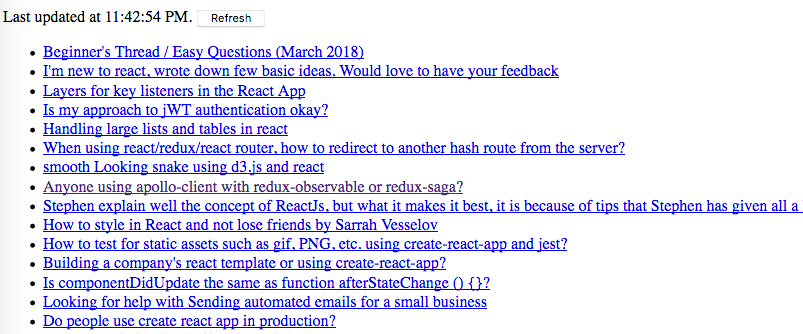 Last updated at 11:42:54 PM. Refresh
Beginner's Thread / Easy Questions (March 2018)
I'm new to react, wrote down few basic ideas. Would love to have your feedback
Layers for key listeners in the React App
Is my approach to jWT authentication okay?
Handling large lists and tables in react
When using react/redux/react router, how to redirect to another hash route from the server?
smooth Looking snake using d3.js and react
Anyone using apollo-client with redux-observable or redux-saga?
Stephen explain well the concept of ReactJs, but what it makes it best, it is because of tips that Stephen has given all a
How to style in React and not lose friends by Sarrah Vesselov
How to test for static assets such as gif, PNG, etc. using create-react-app and jest?
Building a company's react template or using create-react-app?
Is componentDidUpdate the same as function afterStateChange () {}?
Looking for help with Sending automated emails for a small business
Do people use create react app in production?